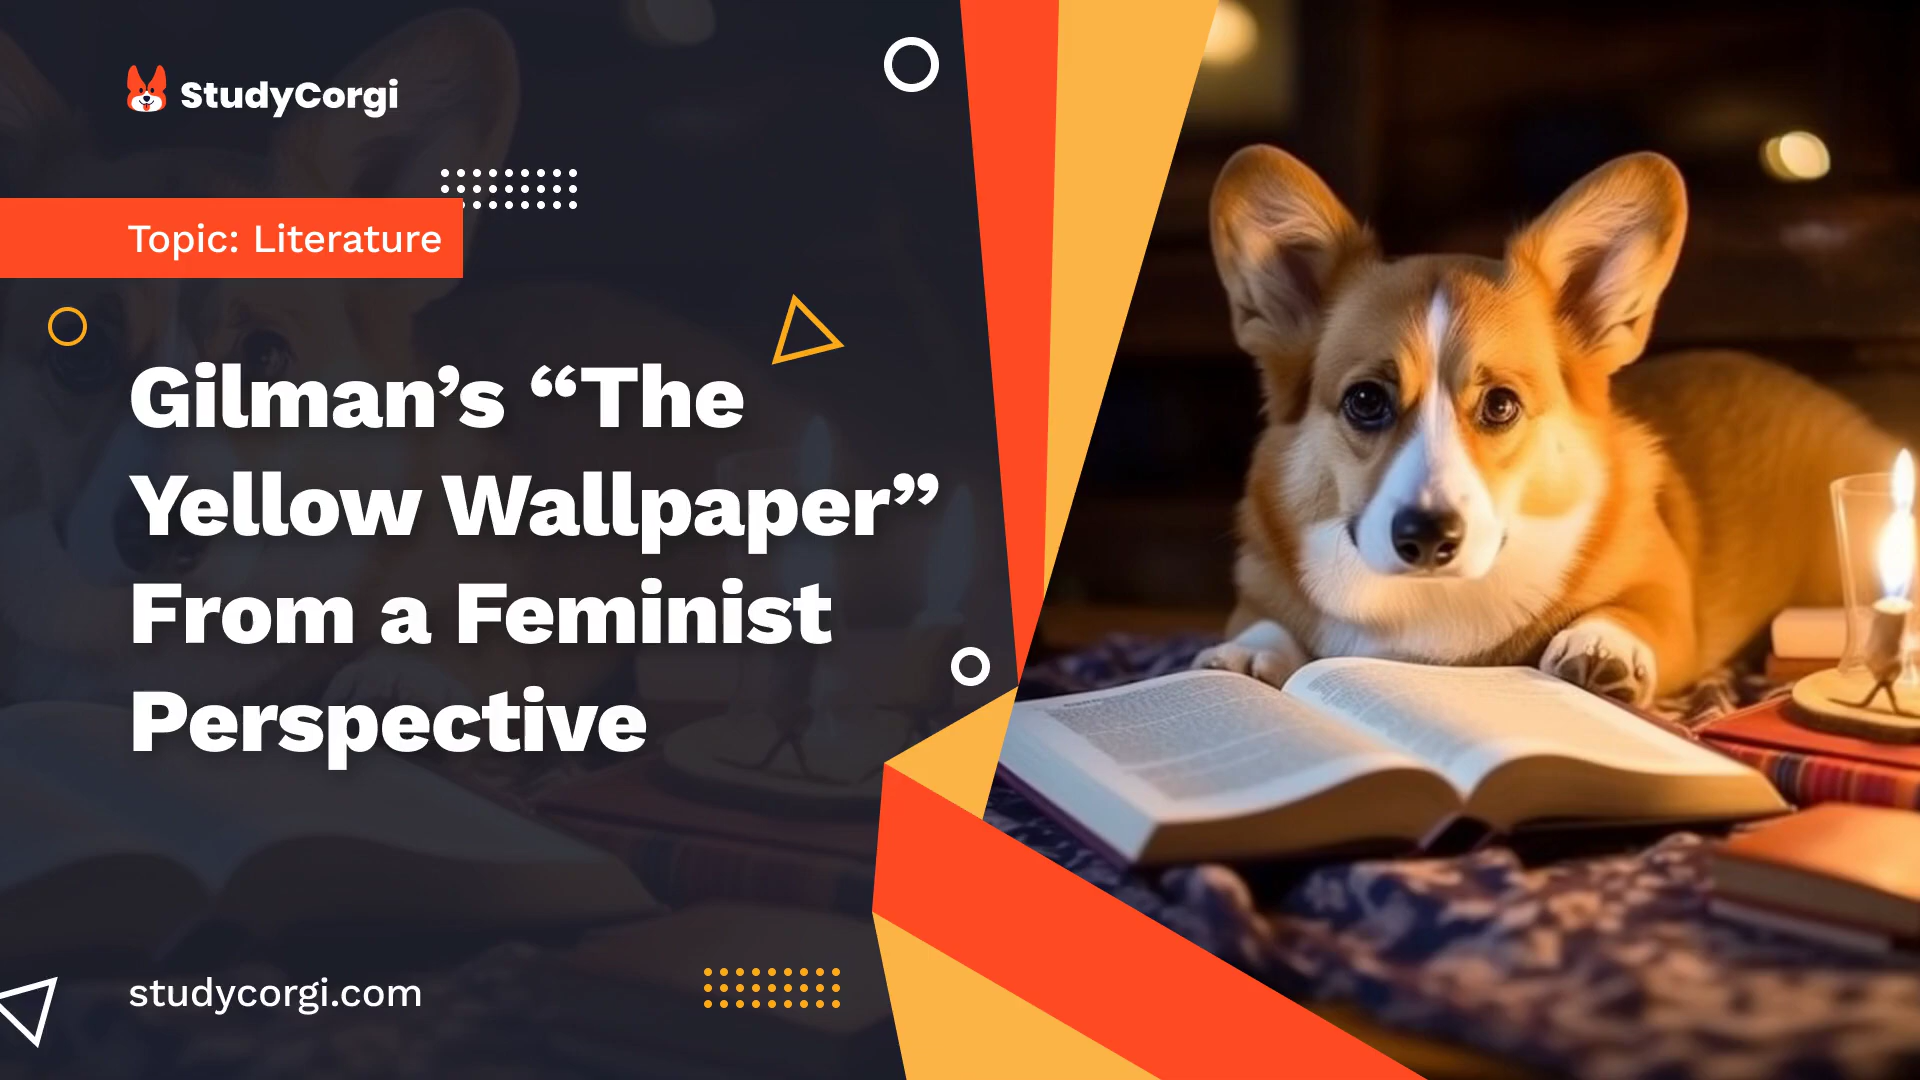 StudyCorgi
Topic: Literature
Gilman’s “The
Yellow Wallpaper”
From a Feminist
Perspective
studycorgi.com